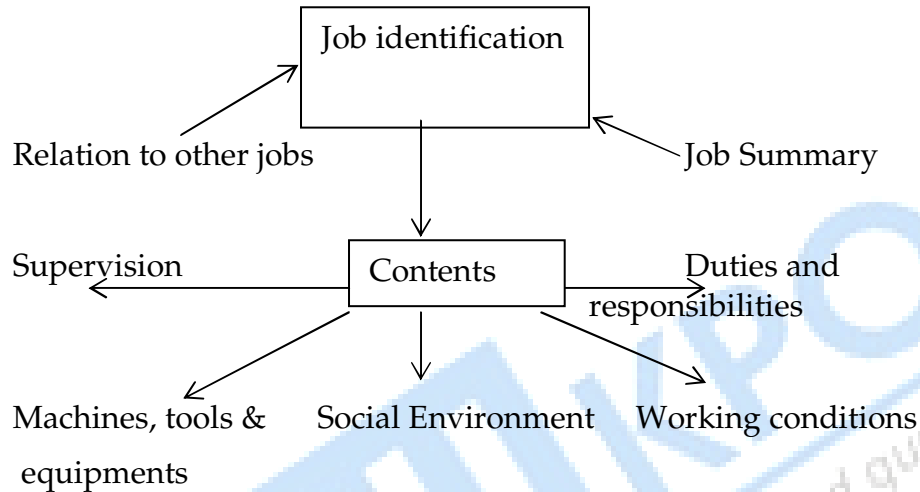 Job identification
Relation to other jobs
Job Summary
Supervision
Contents
Duties and
responsibilities
Machines, tools &
equipments
Social Environment
Working conditions
KPO